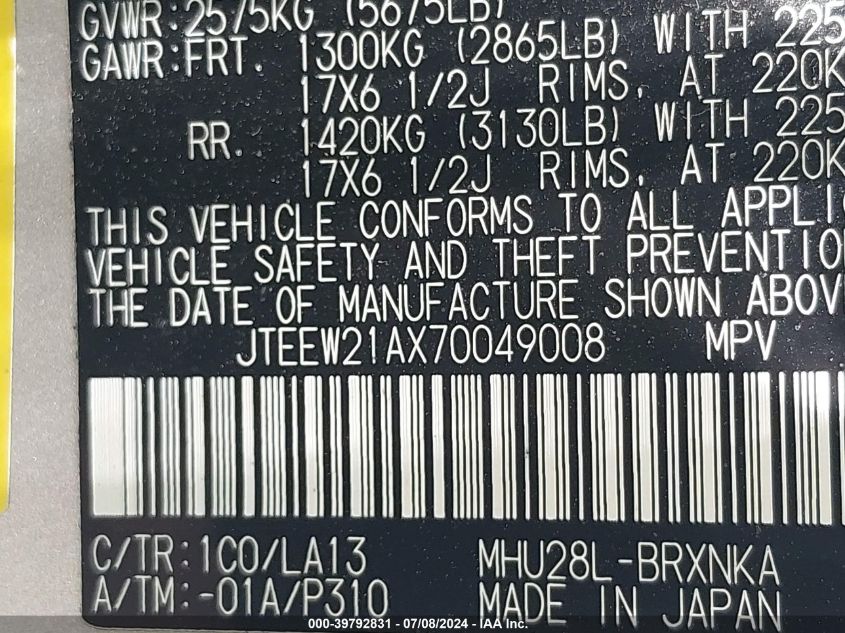 GVWR:2575KG (5675LB)
GAWR:FRT. 1300KG (2865LB) WITH 225
17X6 1/2J RIMS, AT 220K
RR. 1420KG (3130LB) WITH 225
17X6 1/2J RIMS, AT 220K
THIS VEHICLE CONFORMS TO ALL APPLI
VEHICLE SAFETY AND THEFT PREVENTIO
THE DATE OF MANUFACTURE SHOWN ABOV
JTEEW21AX70049008 MPV
C/TR:1C0/LA13 MHU28L-BRXNKA
A/TM:-01A/P310 MADE IN JAPAN
000-39792831 - 07/08/2024 - IAA Inc.